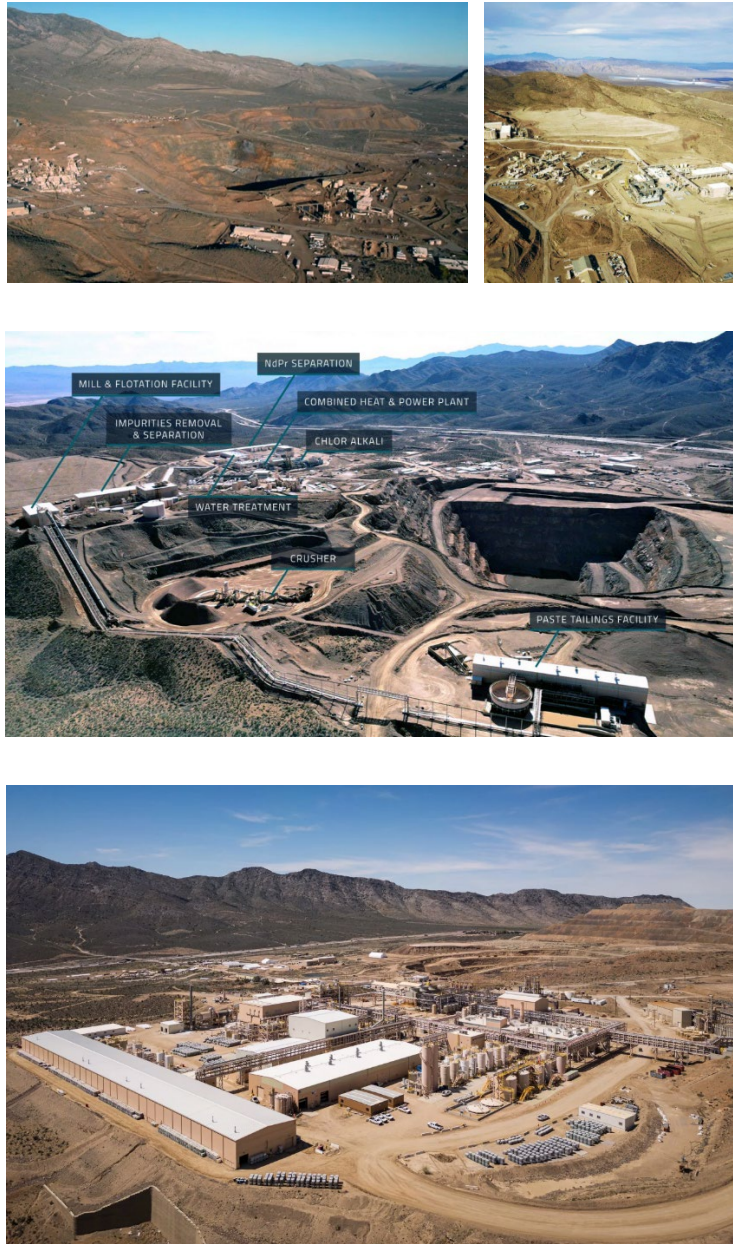 NdPr SEPARATION
MILL & FLOTATION FACILITY
COMBINED HEAT & POWER PLANT
IMPURITIES REMOVAL
& SEPARATION
CHLOR ALKALI
WATER TREATMENT
CRUSHER
PASTE TAILINGS FACILITY